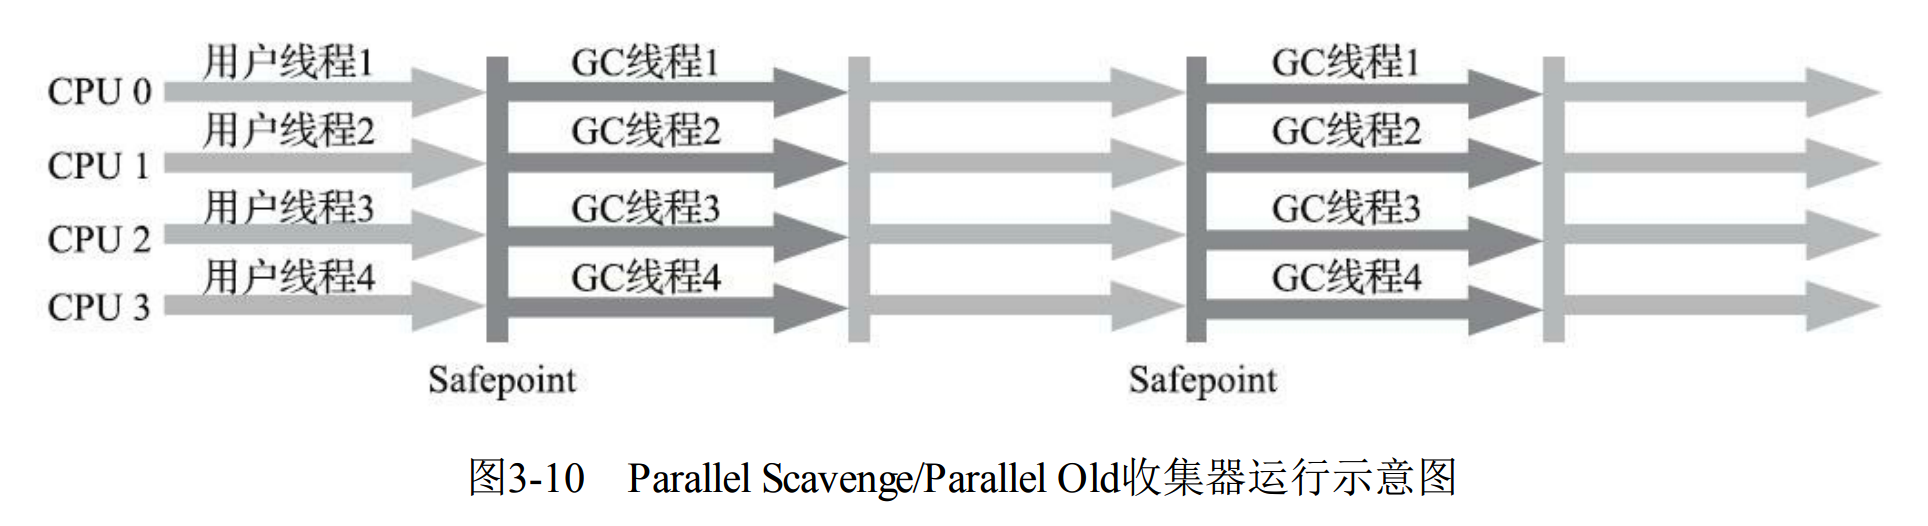 用户线程1 GC线程1 GC线程1
CPU 0
用户线程2 GC线程2 GC线程2
CPU 1
用户线程3 GC线程3 GC线程3
CPU 2
用户线程4 GC线程4 GC线程4
CPU 3
Safepoint Safepoint
图3-10 Parallel Scavenge/Parallel Old收集器运行示意图